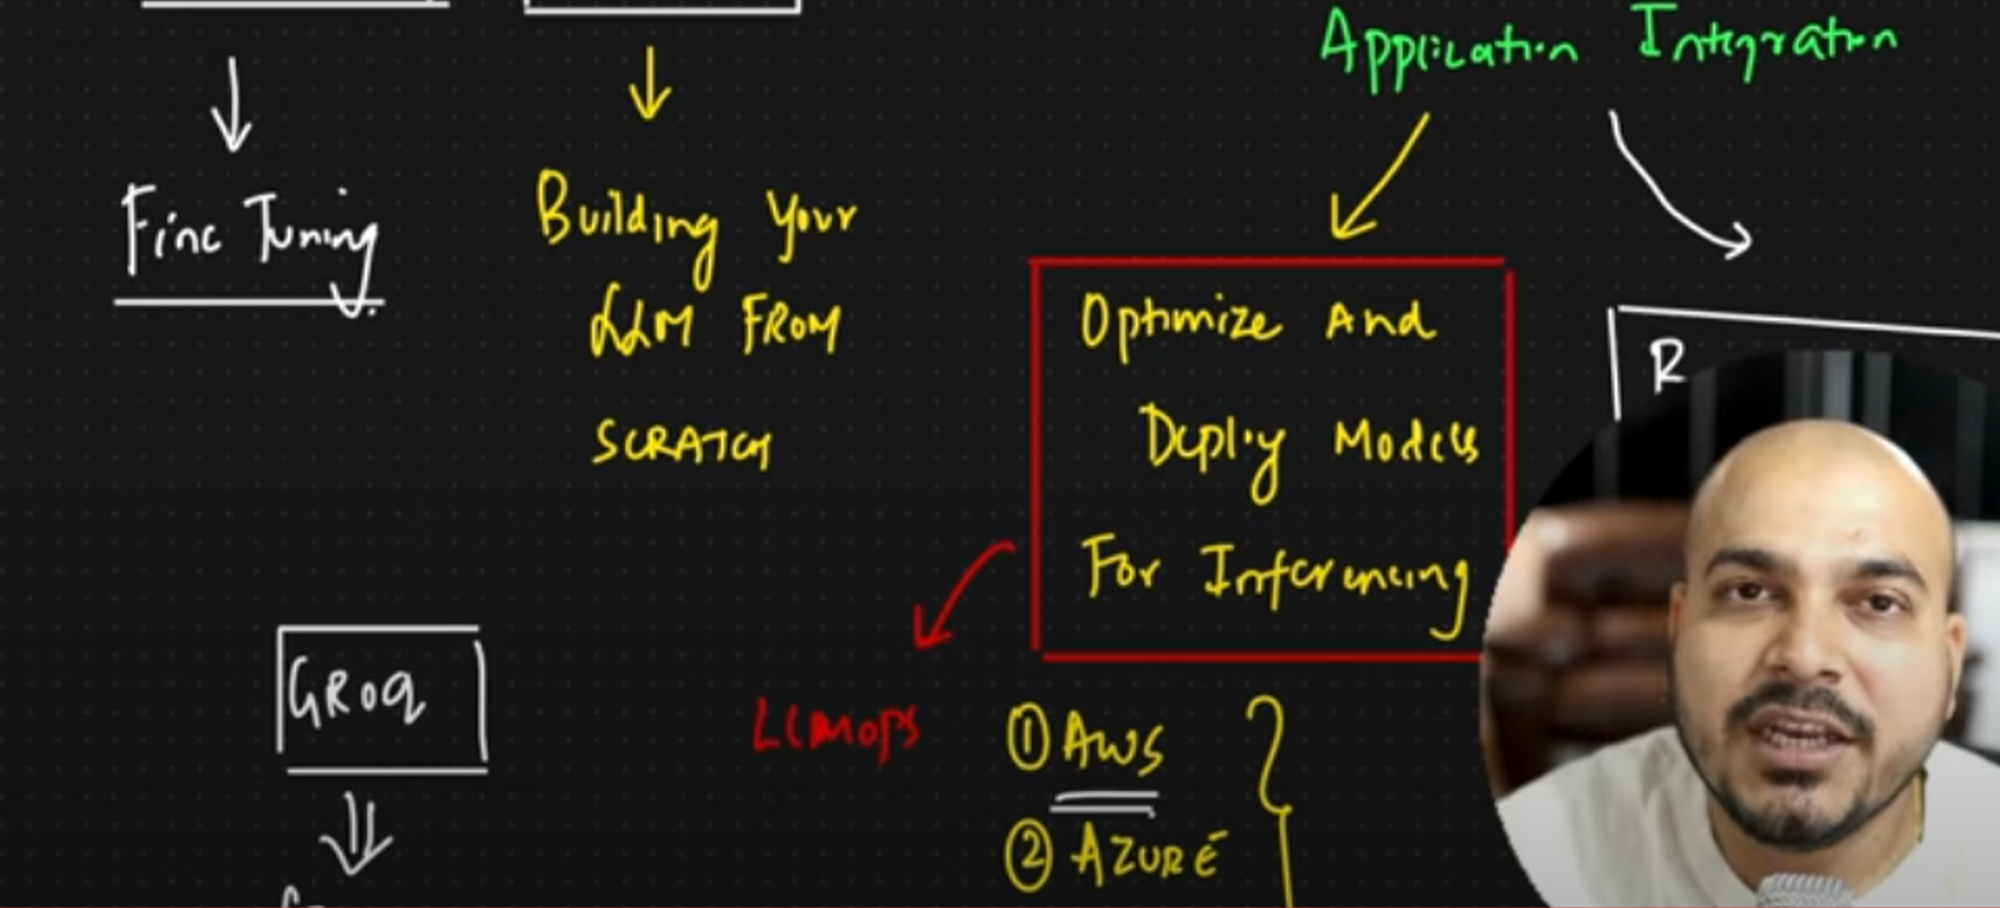 Application Integration
Fine Tuning
Building Your
LLM FROM
SCRATCH
Optimize And
Deploy Models
For Inferencing
R
GROQ
LLMOPS
① AWS
② AZURE